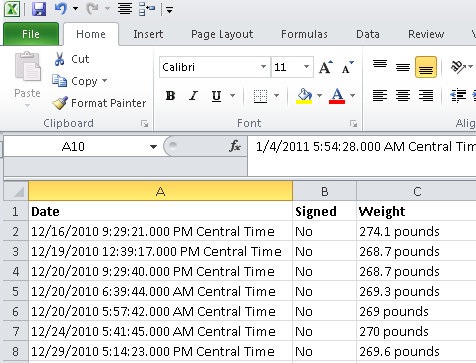 File Home Insert Page Layout Formulas Data Review
Cut
Copy
Format Painter
Paste
Calibri 11 A A
B I U A
Clipboard Font
A10 fx 1/4/2011 5:54:28.000 AM Central
A B C
1 Date Signed Weight
2 12/16/2010 9:29:21.000 PM Central Time No 274.1 pounds
3 12/19/2010 12:39:17.000 PM Central Time No 268.7 pounds
4 12/20/2010 9:29:40.000 PM Central Time No 268.7 pounds
5 12/20/2010 6:39:44.000 AM Central Time No 269.3 pounds
6 12/20/2010 5:57:42.000 AM Central Time No 269 pounds
7 12/24/2010 5:41:45.000 AM Central Time No 270 pounds
8 12/29/2010 5:14:23.000 PM Central Time No 269.6 pounds